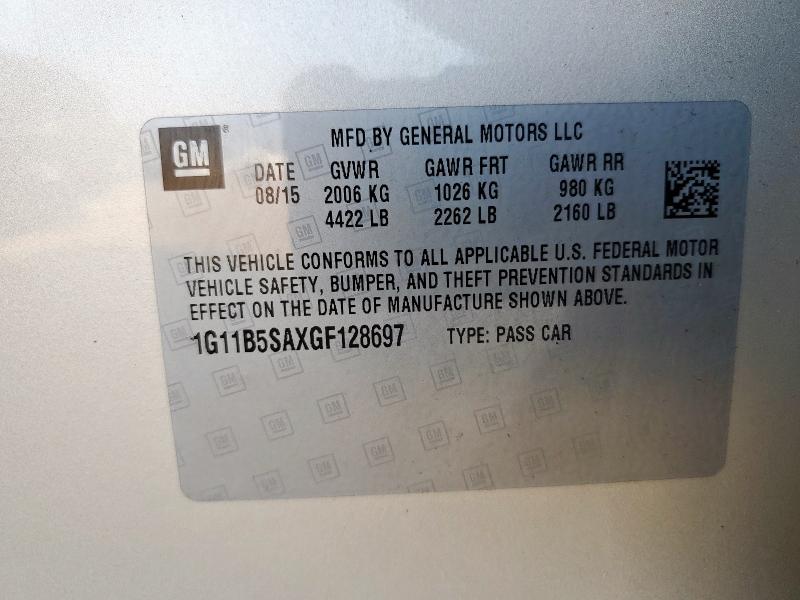 GM®
MFD BY GENERAL MOTORS LLC
DATE GVWR GAWR FRT GAWR RR
08/15 2006 KG 1026 KG 980 KG
4422 LB 2262 LB 2160 LB
THIS VEHICLE CONFORMS TO ALL APPLICABLE U.S. FEDERAL MOTOR
VEHICLE SAFETY, BUMPER, AND THEFT PREVENTION STANDARDS IN
EFFECT ON THE DATE OF MANUFACTURE SHOWN ABOVE.
1G11B5SAXGF128697 TYPE: PASS CAR